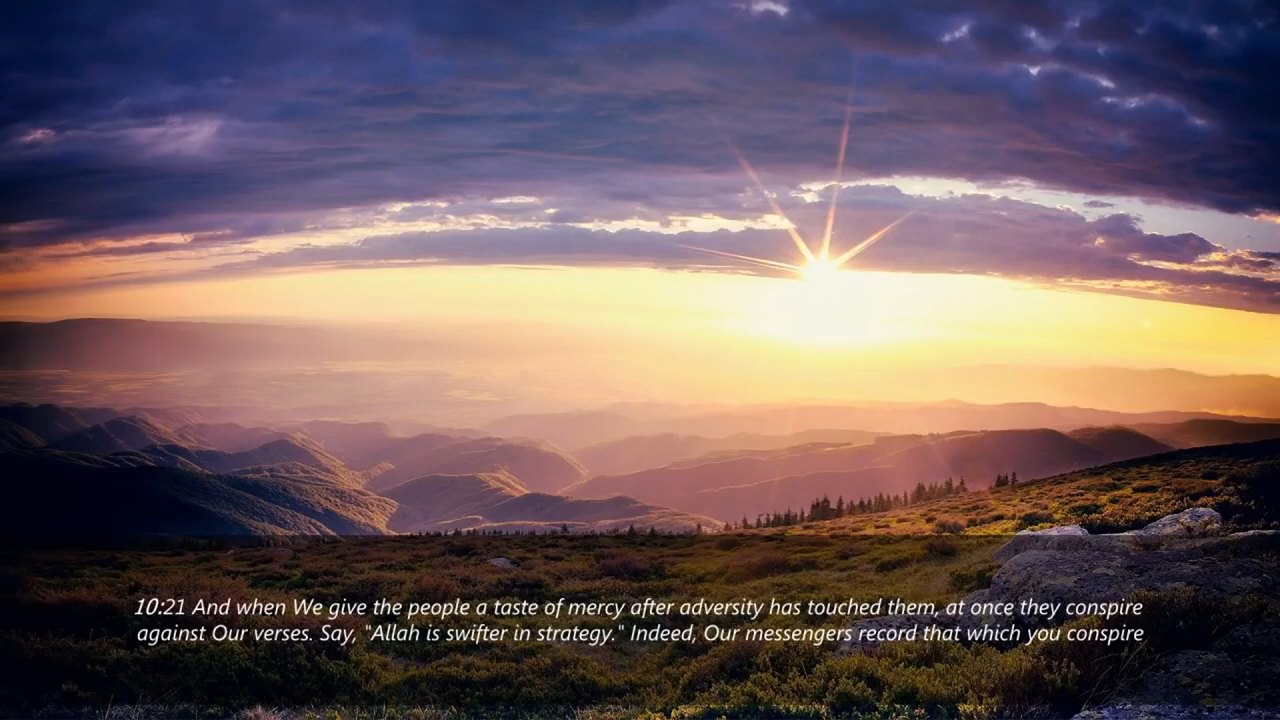 10:21 And when We give the people a taste of mercy after adversity has touched them, at once they conspire
against Our verses. Say, "Allah is swifter in strategy." Indeed, Our messengers record that which you conspire